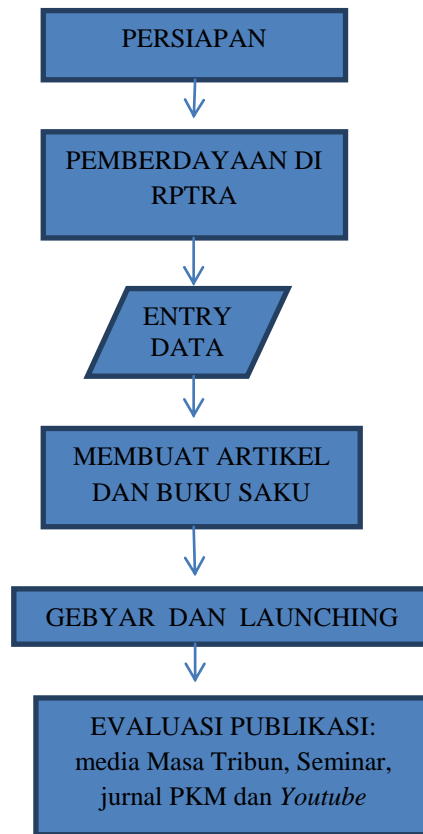 PERSIAPAN
PEMBERDAYAAN DI
RPTRA
ENTRY
DATA
MEMBUAT ARTIKEL
DAN BUKU SAKU
GEBYAR DAN LAUNCHING
EVALUASI PUBLIKASI:
media Masa Tribun, Seminar,
jurnal PKM dan Youtube